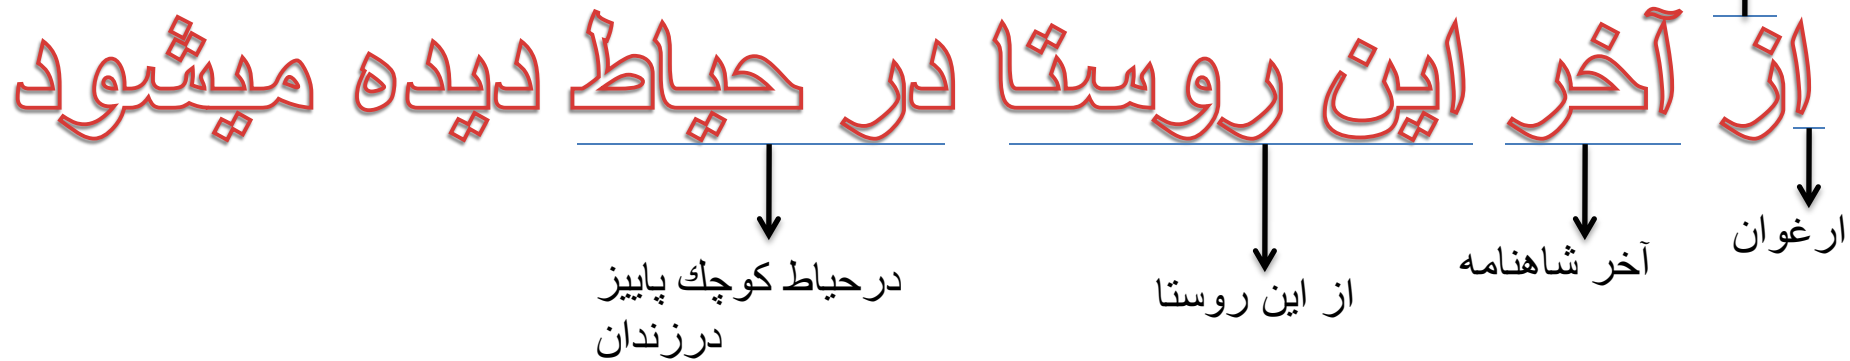 از آخر این روستا در حیاط دیده میشود
ارغوان
آخر شاهنامه
از این روستا
درحیاط کوچك پاییز
درزندان